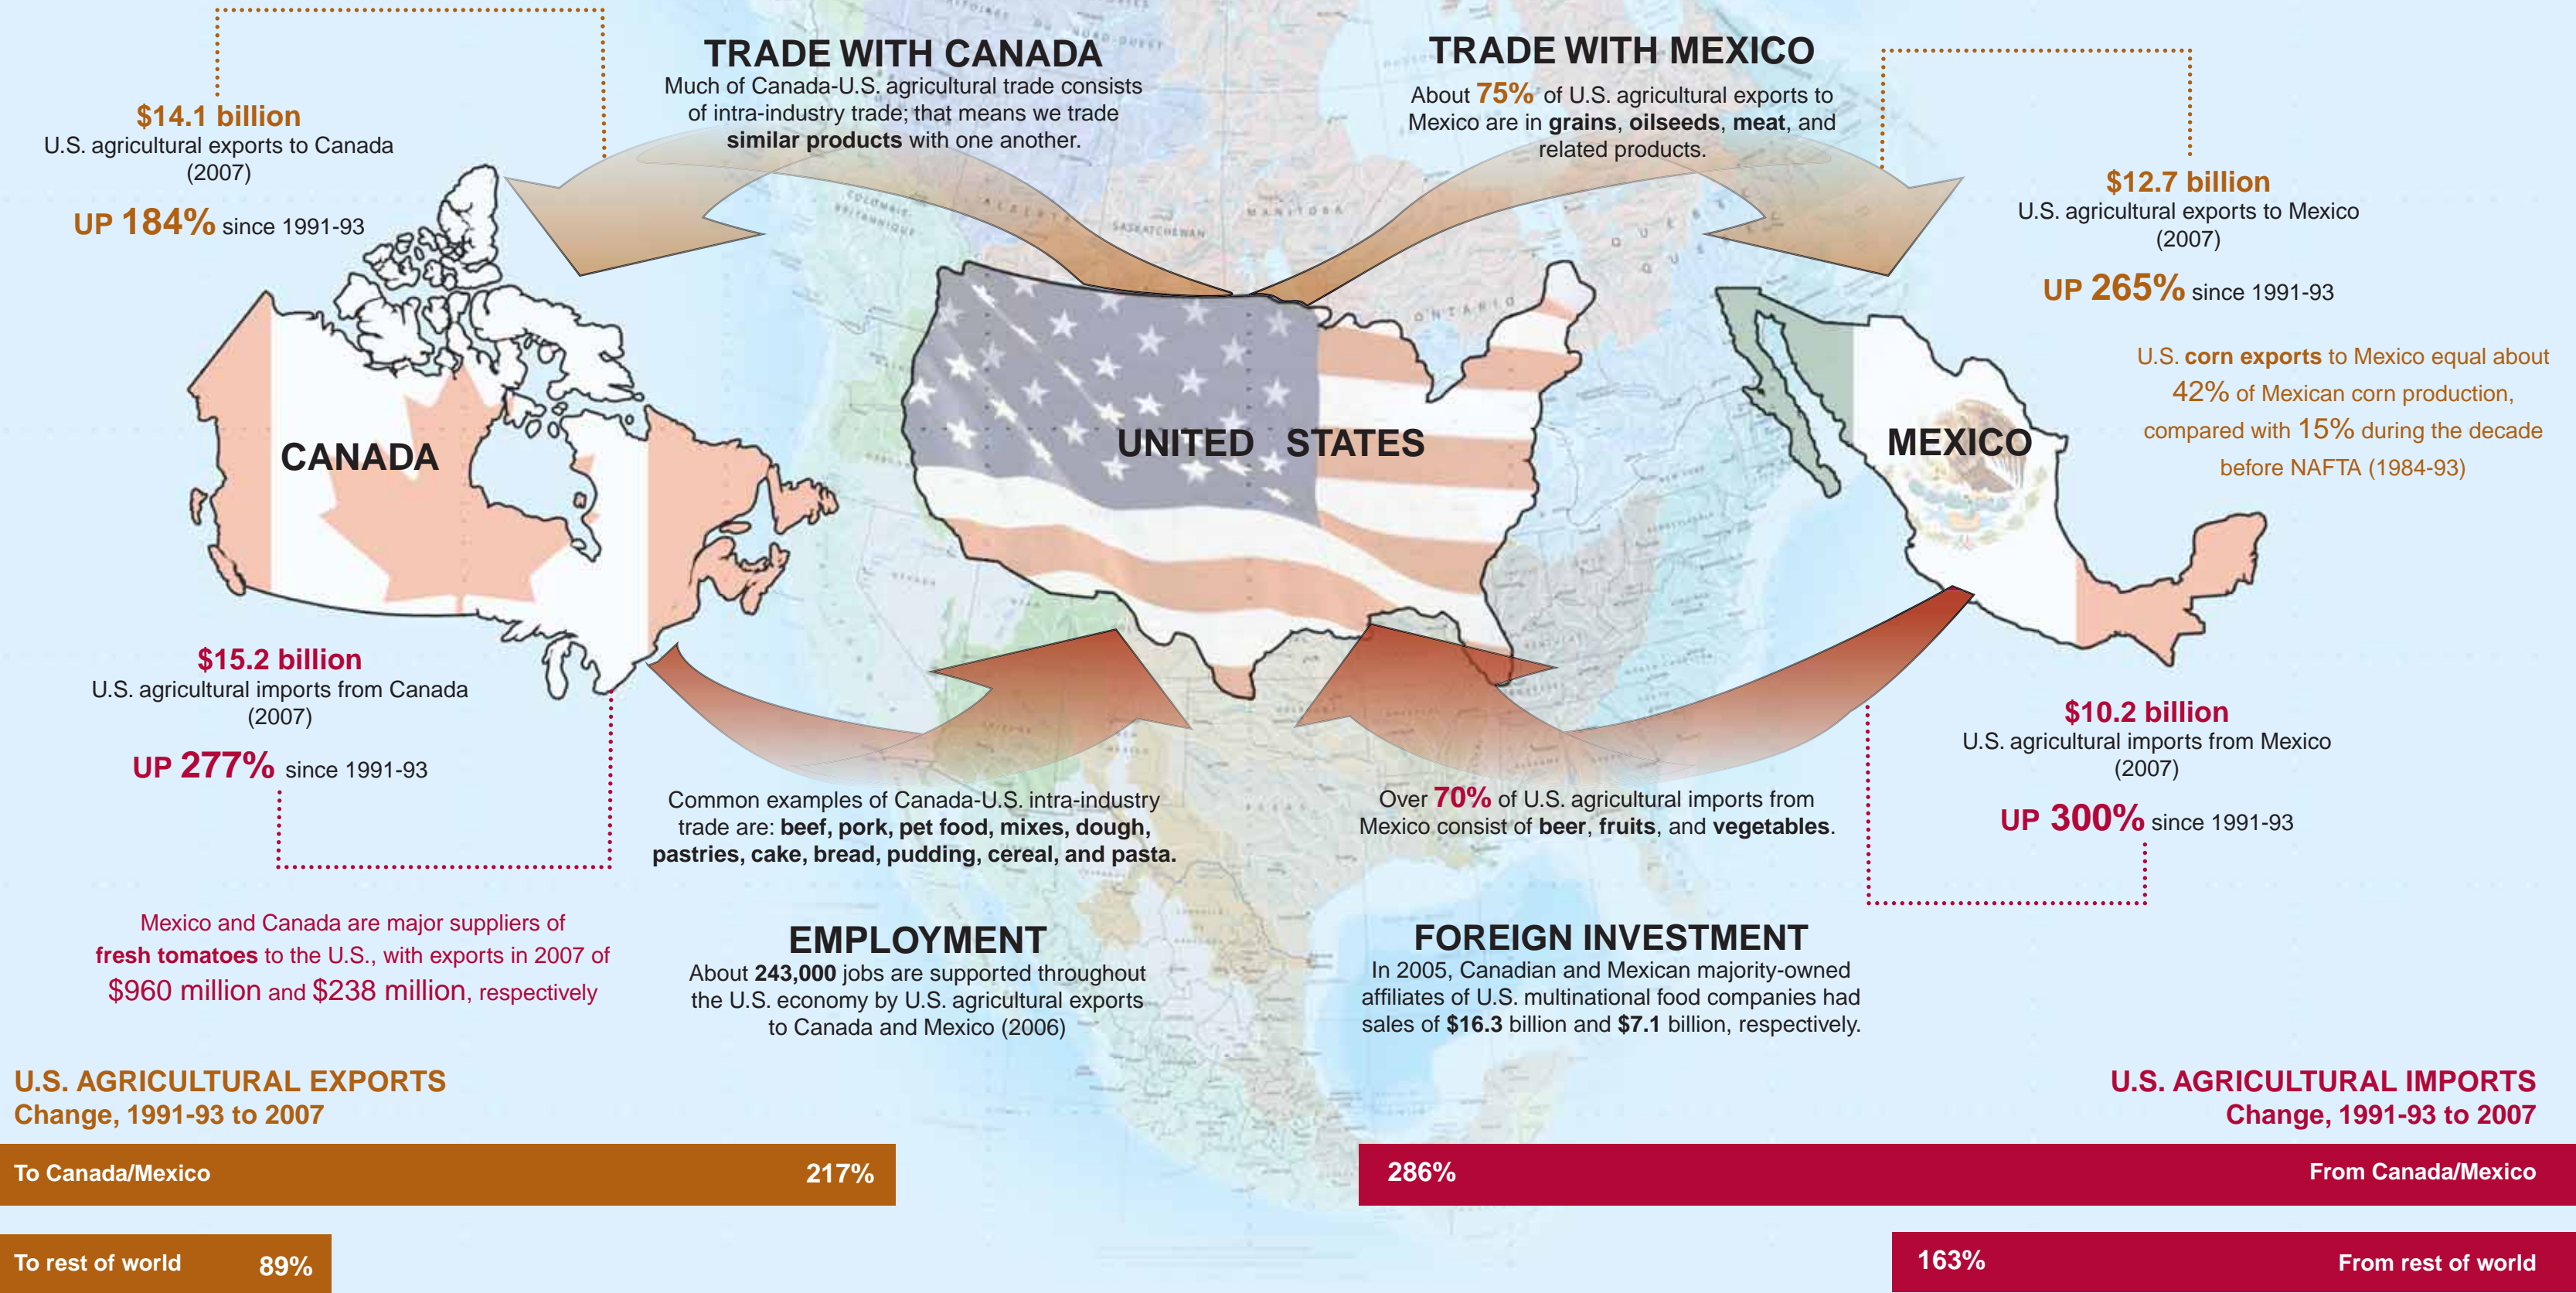 TRADE WITH CANADA
Much of Canada-U.S. agricultural trade consists
of intra-industry trade; that means we trade
similar products with one another.
TRADE WITH MEXICO
About 75% of U.S. agricultural exports to
Mexico are in grains, oilseeds, meat, and
related products.
$14.1 billion
U.S. agricultural exports to Canada
(2007)
UP 184% since 1991-93
$12.7 billion
U.S. agricultural exports to Mexico
(2007)
UP 265% since 1991-93
U.S. corn exports to Mexico equal about
42% of Mexican corn production,
compared with 15% during the decade
before NAFTA (1984-93)
COLOMBIE-
BRITANNIQUE
ALBERTA
SASKATCHEWAN
MANITOBA
ONTARIO
CANADA
UNITED STATES
MEXICO
$15.2 billion
U.S. agricultural imports from Canada
(2007)
UP 277% since 1991-93
$10.2 billion
U.S. agricultural imports from Mexico
(2007)
UP 300% since 1991-93
Common examples of Canada-U.S. intra-industry
trade are: beef, pork, pet food, mixes, dough,
pastries, cake, bread, pudding, cereal, and pasta.
Over 70% of U.S. agricultural imports from
Mexico consist of beer, fruits, and vegetables.
Mexico and Canada are major suppliers of
fresh tomatoes to the U.S., with exports in 2007 of
$960 million and $238 million, respectively
EMPLOYMENT
About 243,000 jobs are supported throughout
the U.S. economy by U.S. agricultural exports
to Canada and Mexico (2006)
FOREIGN INVESTMENT
In 2005, Canadian and Mexican majority-owned
affiliates of U.S. multinational food companies had
sales of $16.3 billion and $7.1 billion, respectively.
U.S. AGRICULTURAL EXPORTS
Change, 1991-93 to 2007
To Canada/Mexico 217%
To rest of world 89%
U.S. AGRICULTURAL IMPORTS
Change, 1991-93 to 2007
286% From Canada/Mexico
163% From rest of world